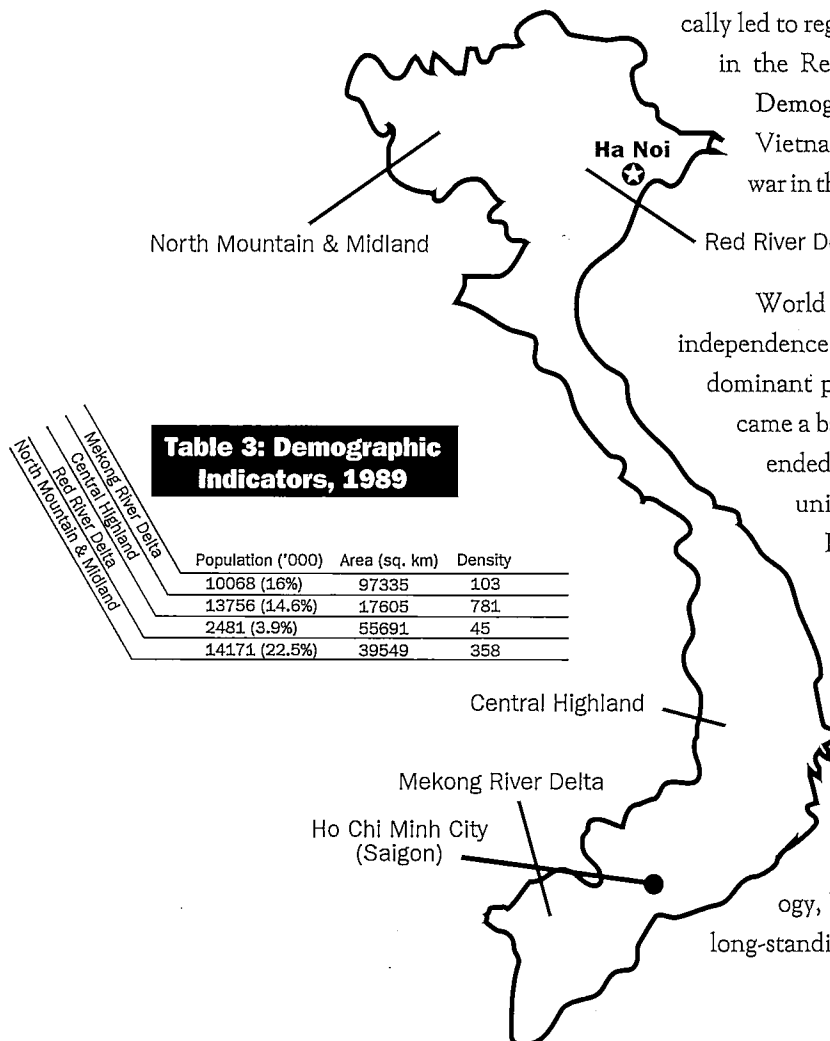 cally led to reg
in the Re
Demog
Vietna
war in th
Ha Noi
North Mountain & Midland
Red River D
World
independence
dominant p
came a b
ended
uni
Table 3: Demographic
Indicators, 1989
Mekong River Delta
Central Highland
Red River Delta
North Mountain & Midland
Population ('000) Area (sq. km) Density
10068 (16%) 97335 103
13756 (14.6%) 17605 781
2481 (3.9%) 55691 45
14171 (22.5%) 39549 358
Central Highland
Mekong River Delta
Ho Chi Minh City
(Saigon)
ogy,
long-standi